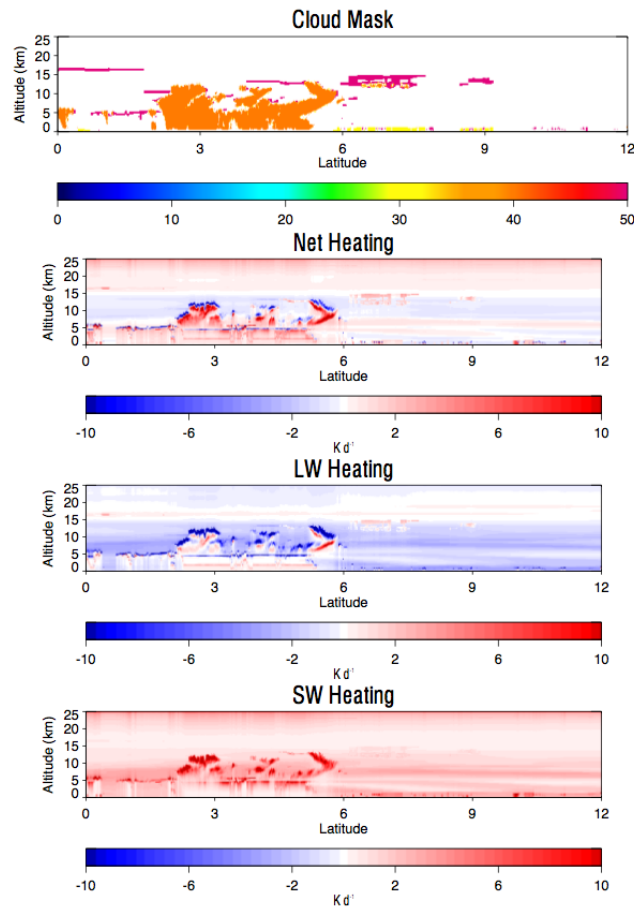 Cloud Mask
25
20
15
10
5
0
Altitude (km)
0 3 6 9 12
Latitude
0 10 20 30 40 50
Net Heating
25
20
15
10
5
0
Altitude (km)
0 3 6 9 12
Latitude
-10 -6 -2 2 6 10
K d⁻¹
LW Heating
25
20
15
10
5
0
Altitude (km)
0 3 6 9 12
Latitude
-10 -6 -2 2 6 10
K d⁻¹
SW Heating
25
20
15
10
5
0
Altitude (km)
0 3 6 9 12
Latitude
-10 -6 -2 2 6 10
K d⁻¹